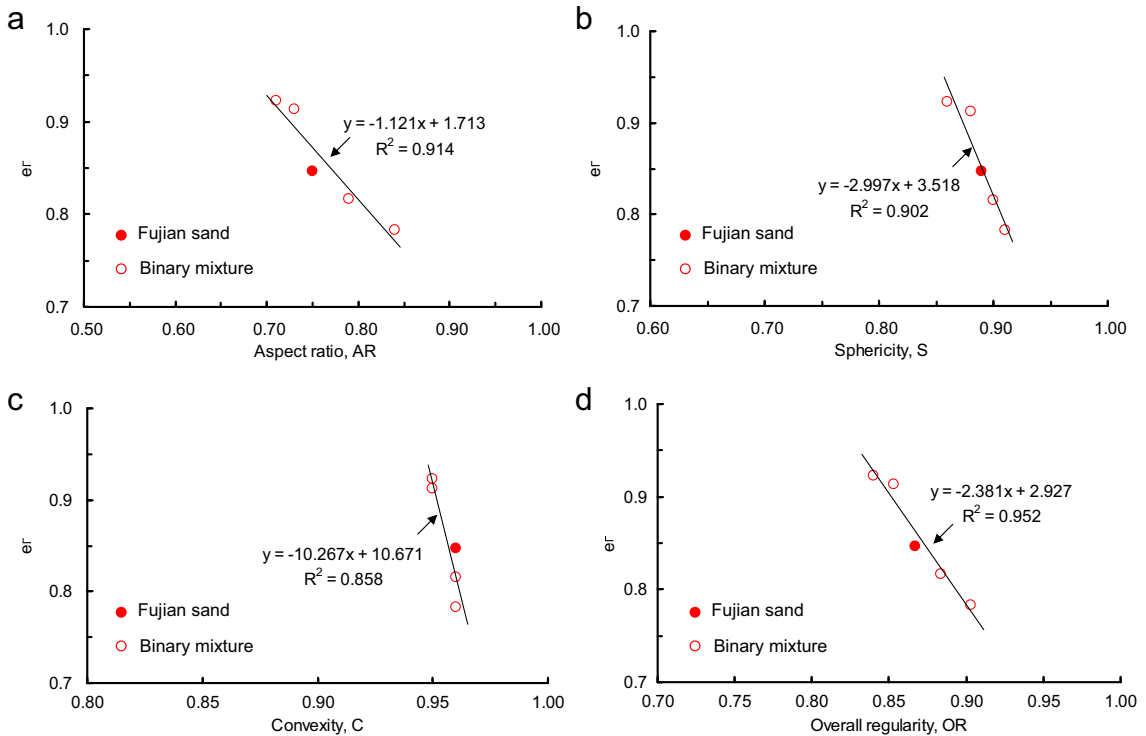 a
1.0
0.9
0.8
0.7
eΓ
y = -1.121x + 1.713
R² = 0.914
Fujian sand
Binary mixture
0.50
0.70
0.80
0.90
1.00
Aspect ratio, AR
b
1.0
0.9
0.8
0.7
eΓ
y = -2.997x + 3.518
R² = 0.902
Fujian sand
Binary mixture
0.60
0.70
0.80
0.90
1.00
Sphericity, S
c
1.0
0.9
0.8
0.7
eΓ
y = -10.267x + 10.671
R² = 0.858
Fujian sand
Binary mixture
0.80
0.85
0.90
0.95
1.00
Convexity, C
d
1.0
0.9
0.8
0.7
eΓ
y = -2.381x + 2.927
R² = 0.952
Fujian sand
Binary mixture
0.70
0.75
0.80
0.85
0.90
0.95
1.00
Overall regularity, OR